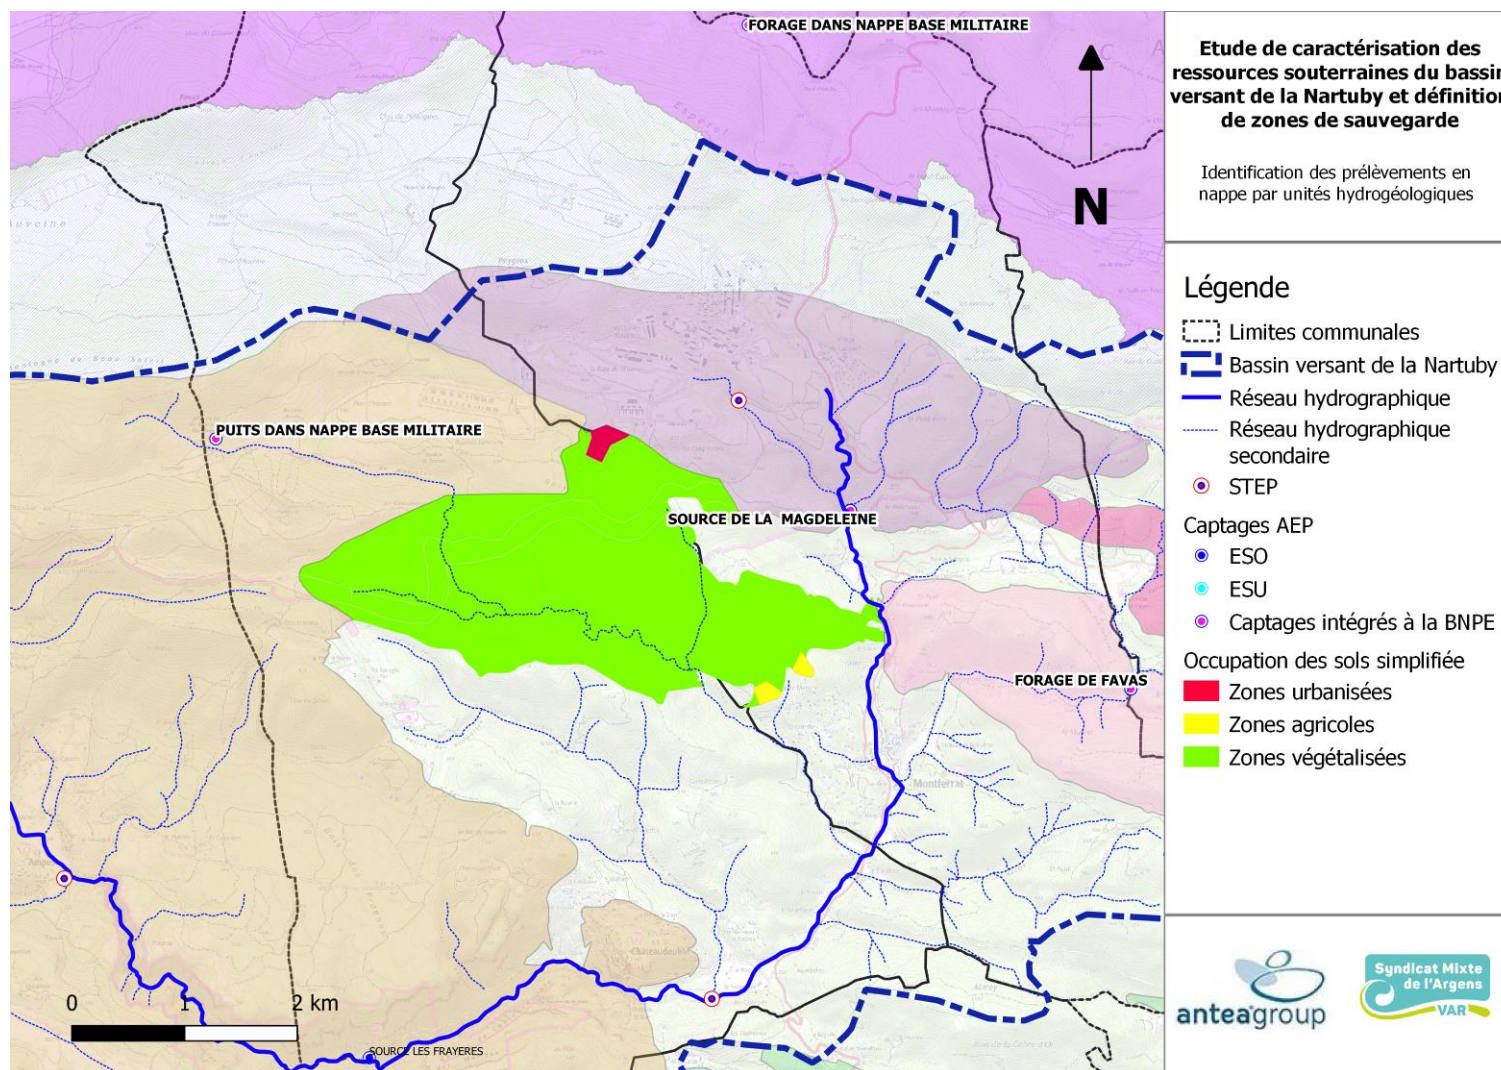 FORAGE DANS NAPPE BASE MILITAIRE
PUITS DANS NAPPE BASE MILITAIRE
SOURCE DE LA MAGDELEINE
FORAGE DE FAVAS
Montferrat
Châteaudouble
SOURCE LES FRAYERES
0 1 2 km
N
Etude de caractérisation des
ressources souterraines du bassin
versant de la Nartuby et définition
de zones de sauvegarde
Identification des prélèvements en
nappe par unités hydrogéologiques
Légende
Limites communales
Bassin versant de la Nartuby
Réseau hydrographique
Réseau hydrographique
secondaire
STEP
Captages AEP
ESO
ESU
Captages intégrés à la BNPE
Occupation des sols simplifiée
Zones urbanisées
Zones agricoles
Zones végétalisées
anteagroup
Syndicat Mixte
de l'Argens
VAR